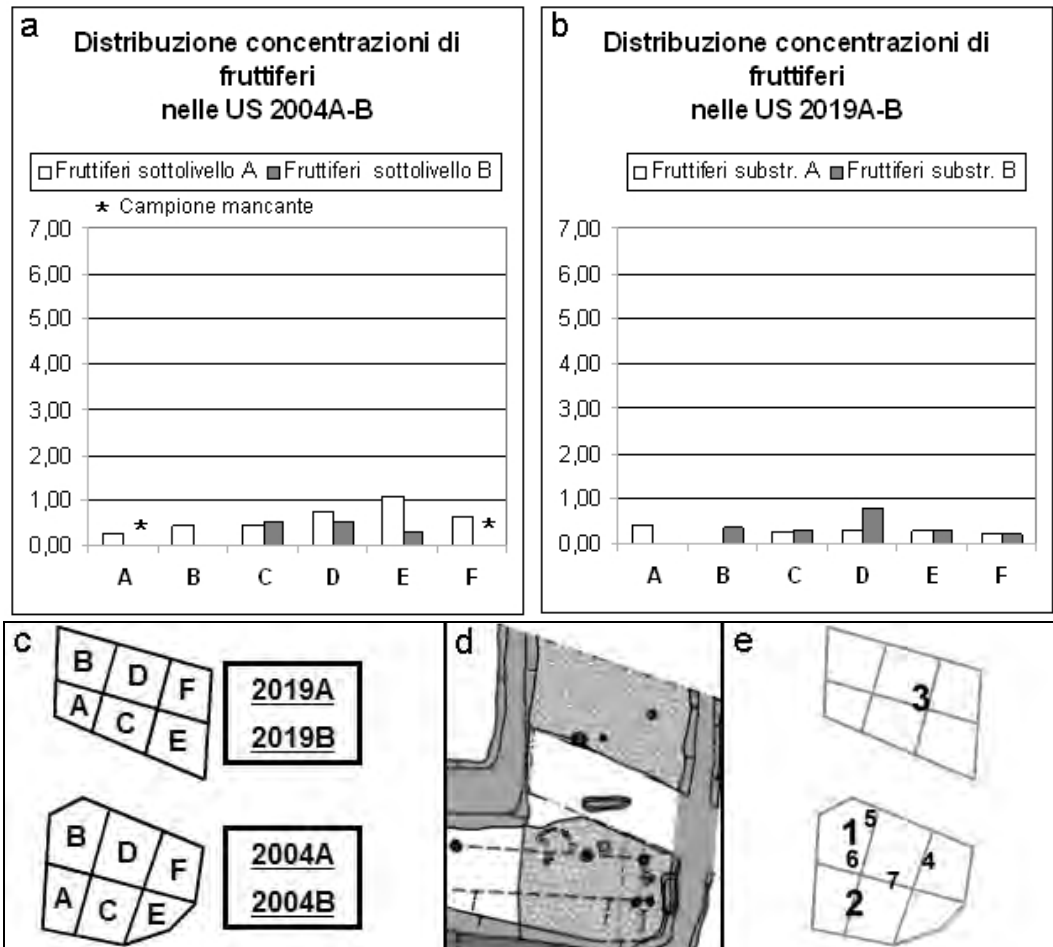 a
Distribuzione concentrazioni di
fruttiferi
nelle US 2004A-B
Fruttiferi sottolivello A Fruttiferi sottolivello B
* Campione mancante
7,00
6,00
5,00
4,00
3,00
2,00
1,00
0,00
* *
A B C D E F
b
Distribuzione concentrazioni di
fruttiferi
nelle US 2019A-B
Fruttiferi substr. A Fruttiferi substr. B
7,00
6,00
5,00
4,00
3,00
2,00
1,00
0,00
A B C D E F
c
B D F
A C E
2019A
2019B
B D F
A C E
2004A
2004B
d
e
3
1 5
6 7 4
2